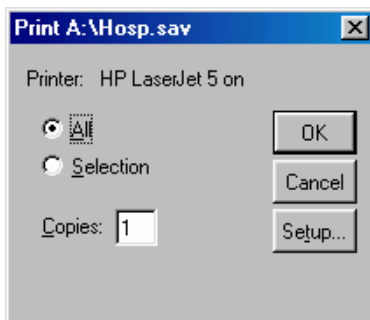 Print A:\Hosp.sav
Printer: HP LaserJet 5 on
All
OK
Selection
Cancel
Copies: 1
Setup...